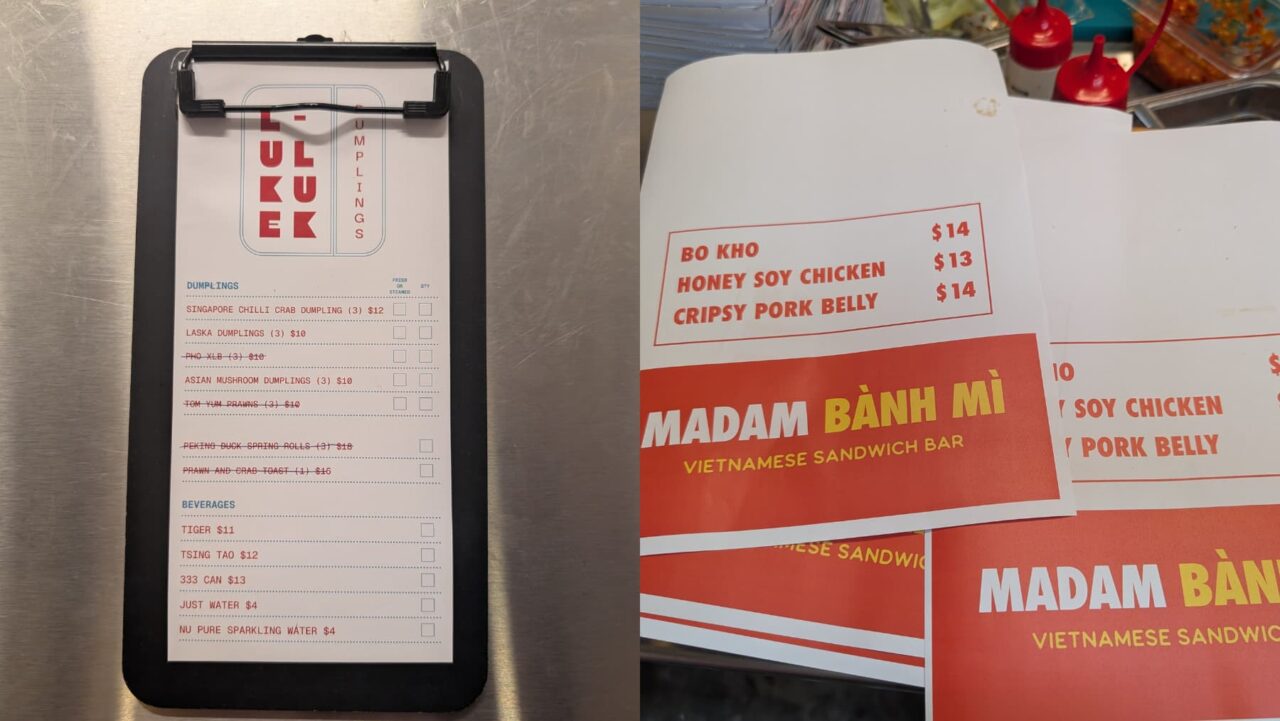 LUKE
-LUK
DUMPLINGS
DUMPLINGS
FRIED OR STEAMED
QTY
SINGAPORE CHILLI CRAB DUMPLING (3) $12
LASKA DUMPLINGS (3) $10
PHO XLB (3) $10
ASIAN MUSHROOM DUMPLINGS (3) $10
TOM YUM PRAWNS (3) $10
PEKING DUCK SPRING ROLLS (3) $18
PRAWN AND CRAB TOAST (1) $16
BEVERAGES
TIGER $11
TSING TAO $12
333 CAN $13
JUST WATER $4
NU PURE SPARKLING WATER $4
BO KHO $14
HONEY SOY CHICKEN $13
CRIPSY PORK BELLY $14
MADAM BÀNH MÌ
VIETNAMESE SANDWICH BAR
HO $
Y SOY CHICKEN
Y PORK BELLY
MESE SANDWIC
MADAM BÀN
VIETNAMESE SANDWIC